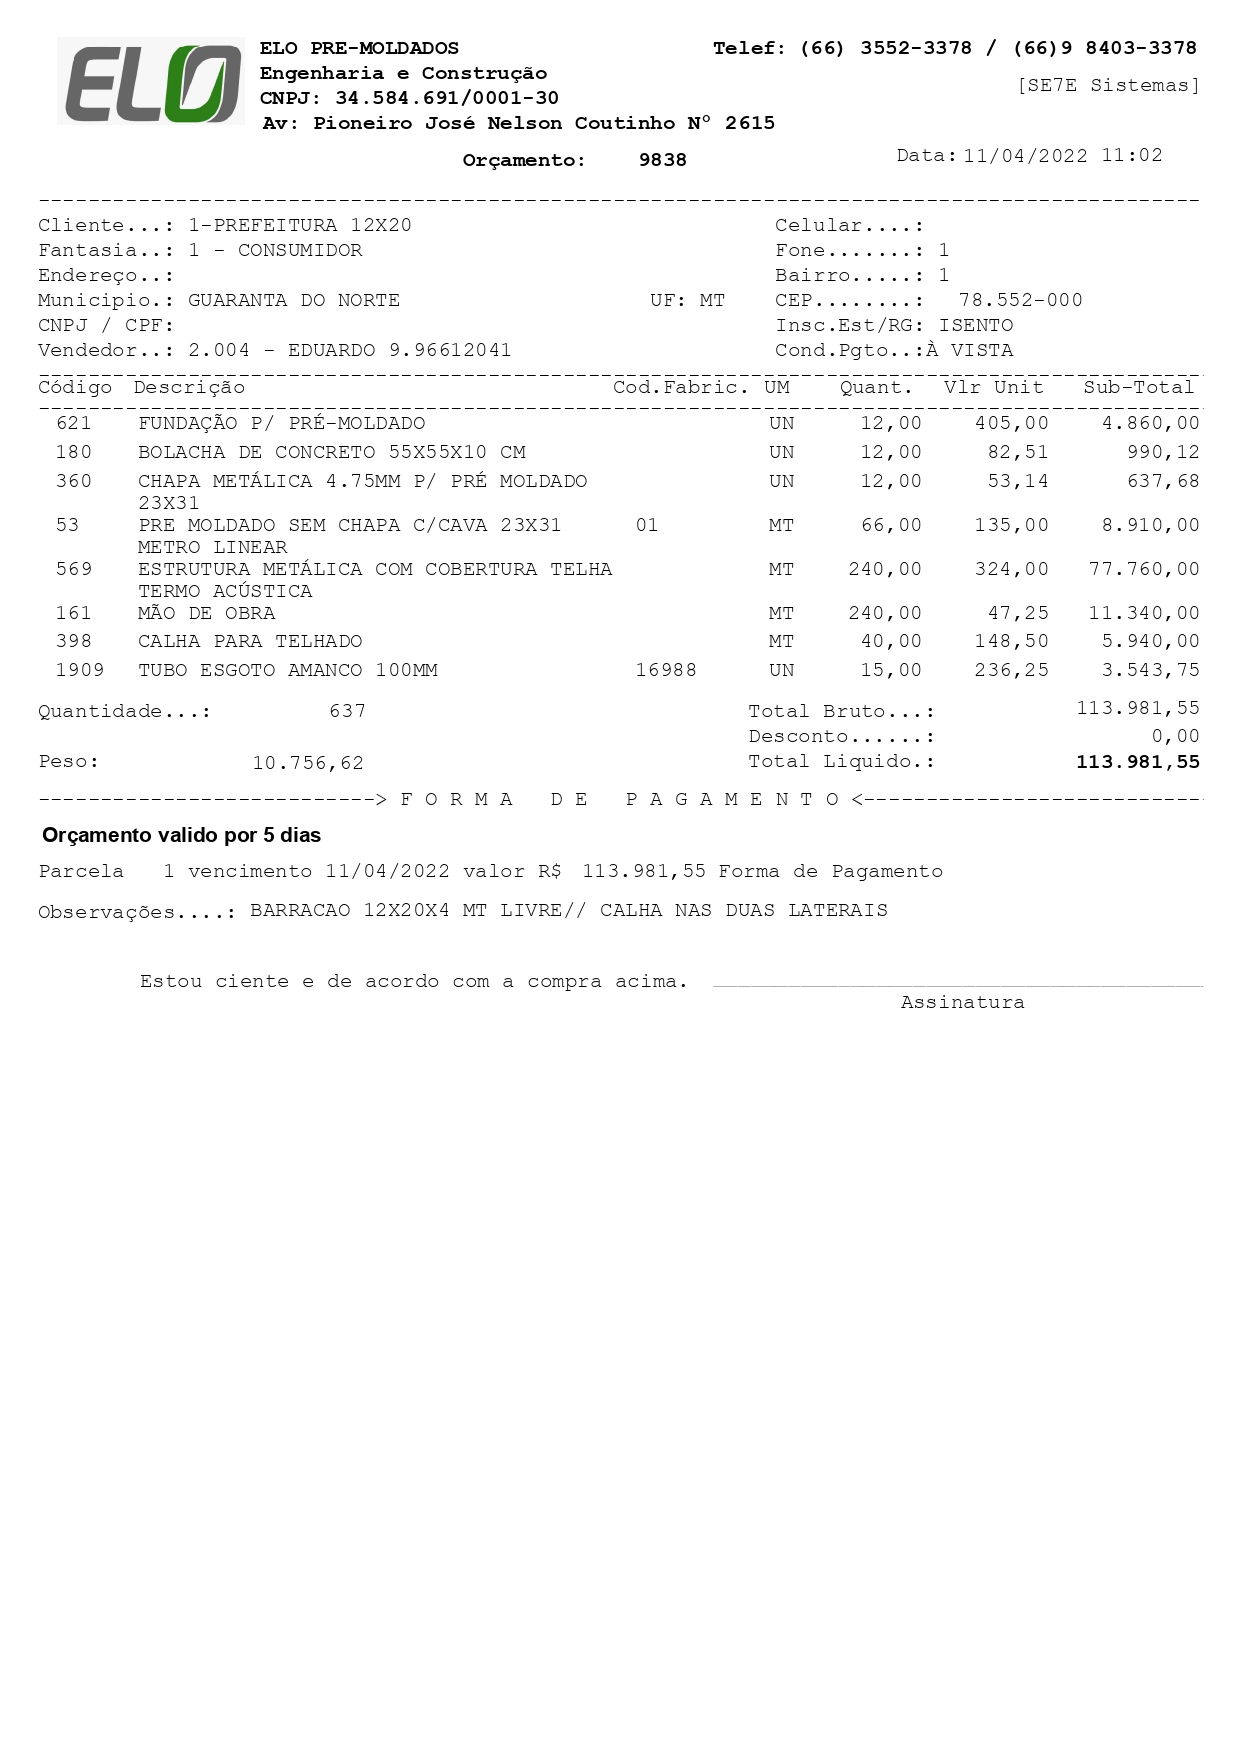 ELO
ELO PRE-MOLDADOS Telef: (66) 3552-3378 / (66)9 8403-3378
Engenharia e Construção
[SE7E Sistemas]
CNPJ: 34.584.691/0001-30
Av: Pioneiro José Nelson Coutinho Nº 2615
Orçamento: 9838 Data: 11/04/2022 11:02
Cliente...: 1-PREFEITURA 12X20 Celular....:
Fantasia..: 1 - CONSUMIDOR Fone.......: 1
Endereço..: Bairro.....: 1
Municipio.: GUARANTA DO NORTE UF: MT CEP........: 78.552-000
CNPJ / CPF: Insc.Est/RG: ISENTO
Vendedor..: 2.004 - EDUARDO 9.96612041 Cond.Pgto..:À VISTA
Código Descrição Cod.Fabric. UM Quant. Vlr Unit Sub-Total
621 FUNDAÇÃO P/ PRÉ-MOLDADO UN 12,00 405,00 4.860,00
180 BOLACHA DE CONCRETO 55X55X10 CM UN 12,00 82,51 990,12
360 CHAPA METÁLICA 4.75MM P/ PRÉ MOLDADO UN 12,00 53,14 637,68
23X31
53 PRE MOLDADO SEM CHAPA C/CAVA 23X31 01 MT 66,00 135,00 8.910,00
METRO LINEAR
569 ESTRUTURA METÁLICA COM COBERTURA TELHA MT 240,00 324,00 77.760,00
TERMO ACÚSTICA
161 MÃO DE OBRA MT 240,00 47,25 11.340,00
398 CALHA PARA TELHADO MT 40,00 148,50 5.940,00
1909 TUBO ESGOTO AMANCO 100MM 16988 UN 15,00 236,25 3.543,75
Quantidade...: 637 Total Bruto...: 113.981,55
Desconto......: 0,00
Peso: 10.756,62 Total Liquido.: 113.981,55
---------------------------> F O R M A D E P A G A M E N T O <---------------------------
Orçamento valido por 5 dias
Parcela 1 vencimento 11/04/2022 valor R$ 113.981,55 Forma de Pagamento
Observações....: BARRACAO 12X20X4 MT LIVRE// CALHA NAS DUAS LATERAIS
Estou ciente e de acordo com a compra acima.
Assinatura